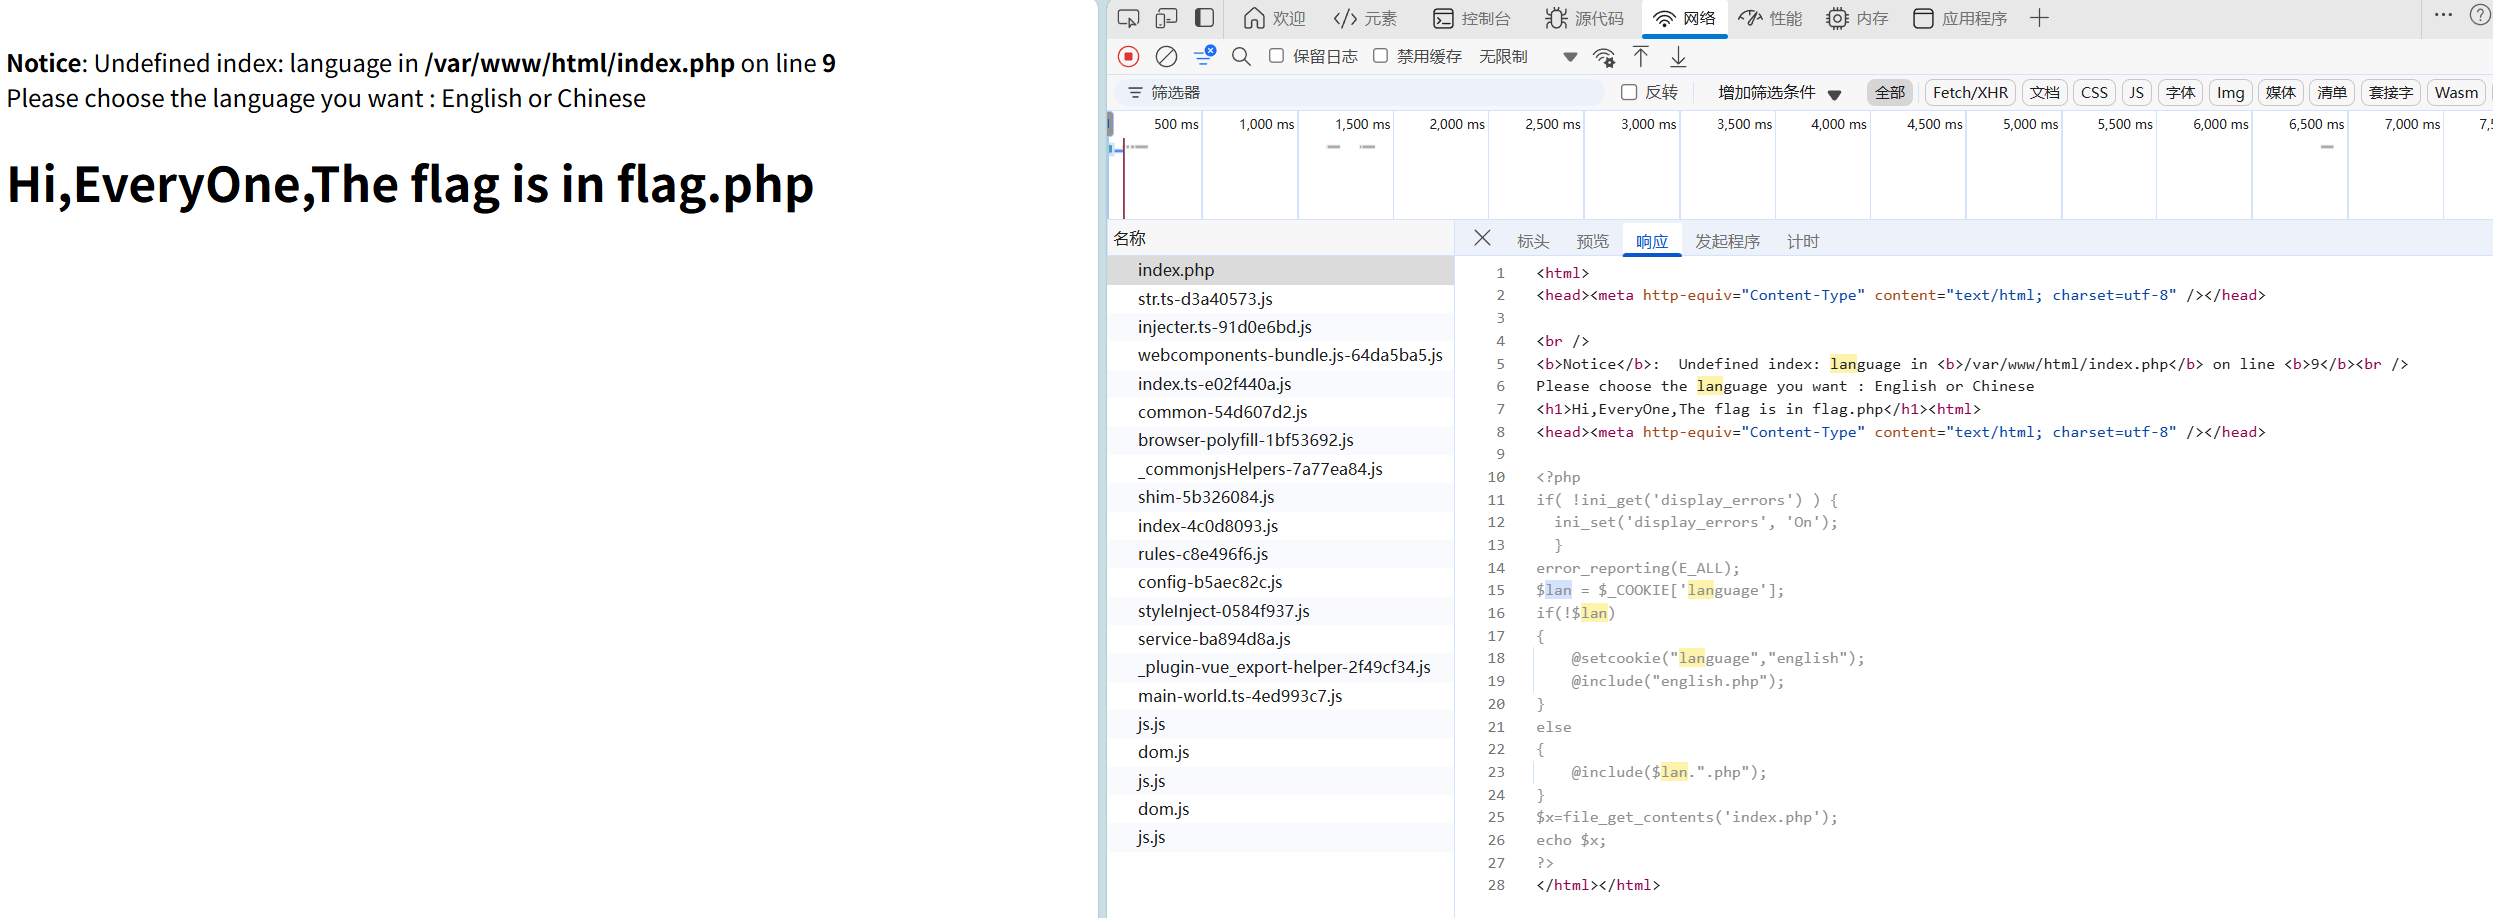 Notice: Undefined index: language in /var/www/html/index.php on line 9
Please choose the language you want : English or Chinese
Hi,EveryOne,The flag is in flag.php
欢迎 元素 控制台 源代码 网络 性能 内存 应用程序
保留日志 禁用缓存 无限制
筛选器 反转 增加筛选条件 全部 Fetch/XHR 文档 CSS JS 字体 Img 媒体 清单 套接字 Wasm
500 ms 1,000 ms 1,500 ms 2,000 ms 2,500 ms 3,000 ms 3,500 ms 4,000 ms 4,500 ms 5,000 ms 5,500 ms 6,000 ms 6,500 ms 7,000 ms
名称
index.php
str.ts-d3a40573.js
injecter.ts-91d0e6bd.js
webcomponents-bundle.js-64da5ba5.js
index.ts-e02f440a.js
common-54d607d2.js
browser-polyfill-1bf53692.js
_commonjsHelpers-7a77ea84.js
shim-5b326084.js
index-4c0d8093.js
rules-c8e496f6.js
config-b5aec82c.js
styleInject-0584f937.js
service-ba894d8a.js
_plugin-vue_export-helper-2f49cf34.js
main-world.ts-4ed993c7.js
js.js
dom.js
js.js
dom.js
js.js
标头 预览 响应 发起程序 计时
1 <html>
2 <head><meta http-equiv="Content-Type" content="text/html; charset=utf-8" /></head>
3
4 <br />
5 <b>Notice</b>:  Undefined index: language in <b>/var/www/html/index.php</b> on line <b>9</b><br />
6 Please choose the language you want : English or Chinese
7 <h1>Hi,EveryOne,The flag is in flag.php</h1><html>
8 <head><meta http-equiv="Content-Type" content="text/html; charset=utf-8" /></head>
9
10 <?php
11 if( !ini_get('display_errors') ) {
12   ini_set('display_errors', 'On');
13   }
14 error_reporting(E_ALL);
15 $lan = $_COOKIE['language'];
16 if(!$lan)
17 {
18     @setcookie("language","english");
19     @include("english.php");
20 }
21 else
22 {
23     @include($lan.".php");
24 }
25 $x=file_get_contents('index.php');
26 echo $x;
27 ?>
28 </html></html>